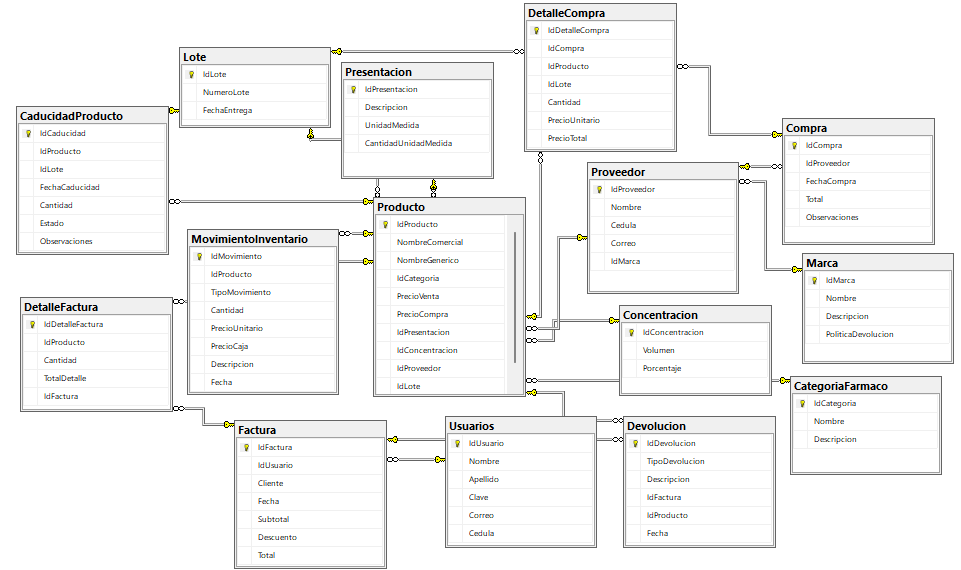 DetalleCompra
IdDetalleCompra
IdCompra
IdProducto
IdLote
Cantidad
PrecioUnitario
PrecioTotal
Lote
IdLote
NumeroLote
FechaEntrega
Presentacion
IdPresentacion
Descripcion
UnidadMedida
CantidadUnidadMedida
CaducidadProducto
IdCaducidad
IdProducto
IdLote
FechaCaducidad
Cantidad
Estado
Observaciones
Compra
IdCompra
IdProveedor
FechaCompra
Total
Observaciones
Proveedor
IdProveedor
Nombre
Cedula
Correo
IdMarca
Producto
IdProducto
NombreComercial
NombreGenerico
IdCategoria
PrecioVenta
PrecioCompra
IdPresentacion
IdConcentracion
IdProveedor
IdLote
MovimientoInventario
IdMovimiento
IdProducto
TipoMovimiento
Cantidad
PrecioUnitario
PrecioCaja
Descripcion
Fecha
Marca
IdMarca
Nombre
Descripcion
PoliticaDevolucion
DetalleFactura
IdDetalleFactura
IdProducto
Cantidad
TotalDetalle
IdFactura
Concentracion
IdConcentracion
Volumen
Porcentaje
CategoriaFarmaco
IdCategoria
Nombre
Descripcion
Factura
IdFactura
IdUsuario
Cliente
Fecha
Subtotal
Descuento
Total
Usuarios
IdUsuario
Nombre
Apellido
Clave
Correo
Cedula
Devolucion
IdDevolucion
TipoDevolucion
Descripcion
IdFactura
IdProducto
Fecha